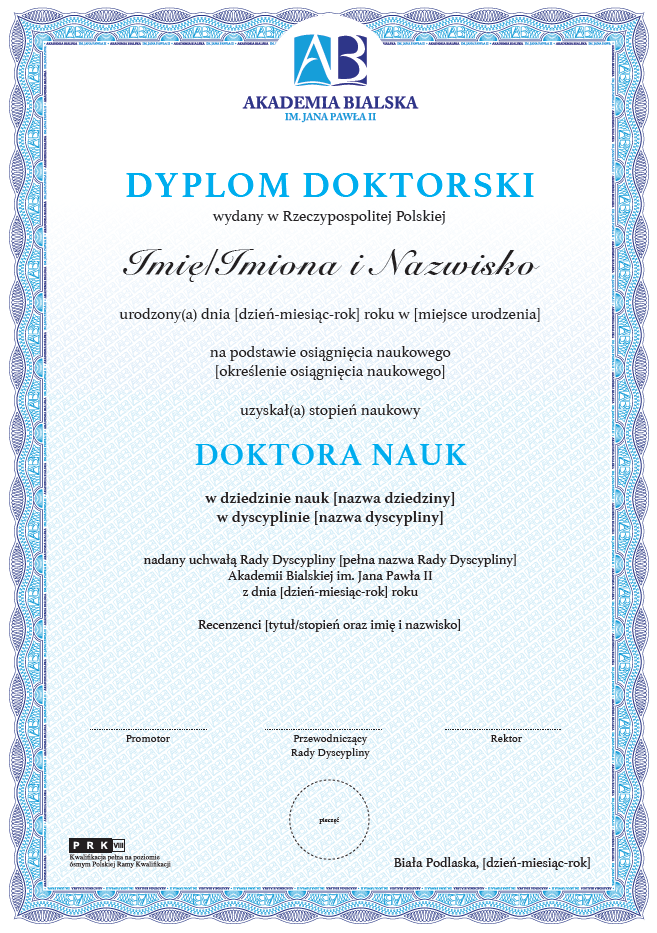 AB
AKADEMIA BIALSKA
IM. JANA PAWŁA II
DYPLOM DOKTORSKI
wydany w Rzeczypospolitej Polskiej
Imię/Imiona i Nazwisko
urodzony(a) dnia [dzień-miesiąc-rok] roku w [miejsce urodzenia]
na podstawie osiągnięcia naukowego
[określenie osiągnięcia naukowego]
uzyskał(a) stopień naukowy
DOKTORA NAUK
w dziedzinie nauk [nazwa dziedziny]
w dyscyplinie [nazwa dyscypliny]
nadany uchwałą Rady Dyscypliny [pełna nazwa Rady Dyscypliny]
Akademii Bialskiej im. Jana Pawła II
z dnia [dzień-miesiąc-rok] roku
Recenzenci [tytuł/stopień oraz imię i nazwisko]
Promotor
Przewodniczący
Rady Dyscypliny
Rektor
pieczęć
PRK VIII
Kwalifikacja pełna na poziomie
ósmym Polskiej Ramy Kwalifikacji
Biała Podlaska, [dzień-miesiąc-rok]